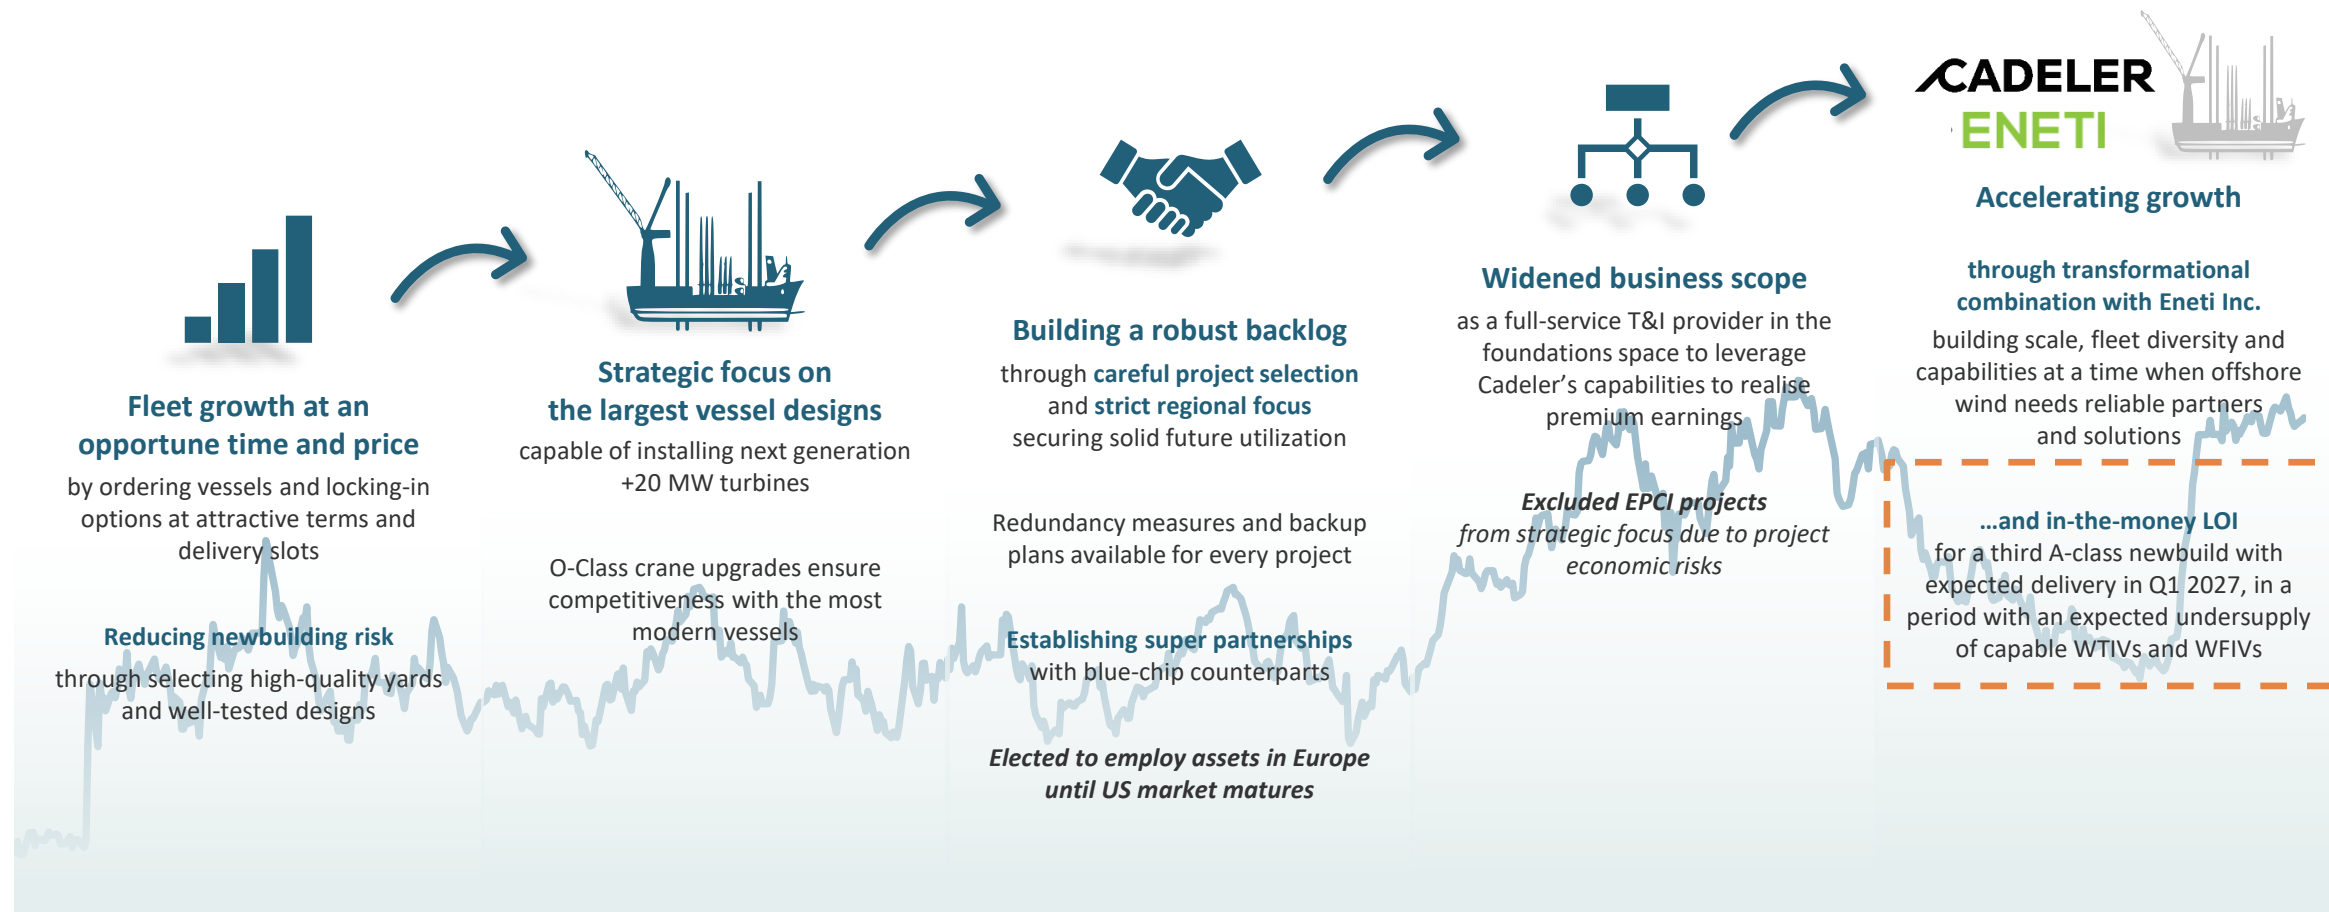 Fleet growth at an
opportune time and price
by ordering vessels and locking-in
options at attractive terms and
delivery slots
Reducing newbuilding risk
through selecting high-quality yards
and well-tested designs
Strategic focus on
the largest vessel designs
capable of installing next generation
+20 MW turbines
O-Class crane upgrades ensure
competitiveness with the most
modern vessels
Building a robust backlog
through careful project selection
and strict regional focus
securing solid future utilization
Redundancy measures and backup
plans available for every project
Establishing super partnerships
with blue-chip counterparts
Elected to employ assets in Europe
until US market matures
Widened business scope
as a full-service T&I provider in the
foundations space to leverage
Cadeler’s capabilities to realise
premium earnings
Excluded EPCI projects
from strategic focus due to project
economic risks
CADELER
ENETI
Accelerating growth
through transformational
combination with Eneti Inc.
building scale, fleet diversity and
capabilities at a time when offshore
wind needs reliable partners
and solutions
…and in-the-money LOI
for a third A-class newbuild with
expected delivery in Q1 2027, in a
period with an expected undersupply
of capable WTIVs and WFIVs